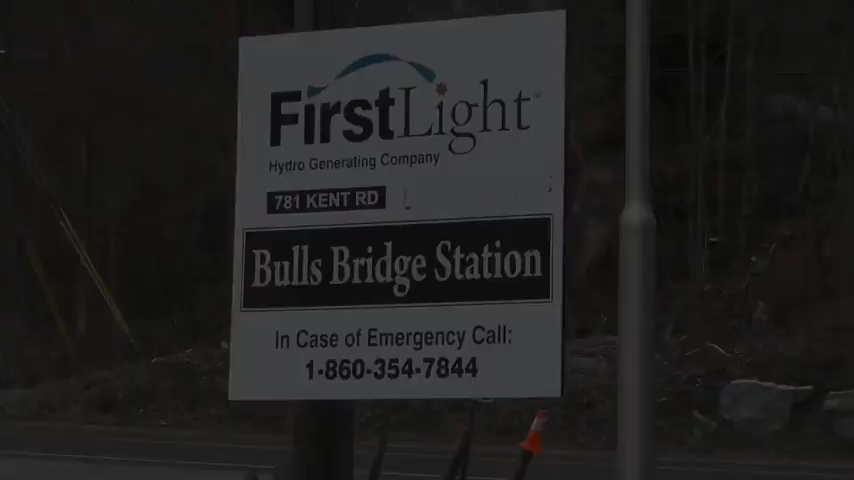 FirstLight™
Hydro Generating Company
781 KENT RD
Bulls Bridge Station
In Case of Emergency Call:
1-860-354-7844